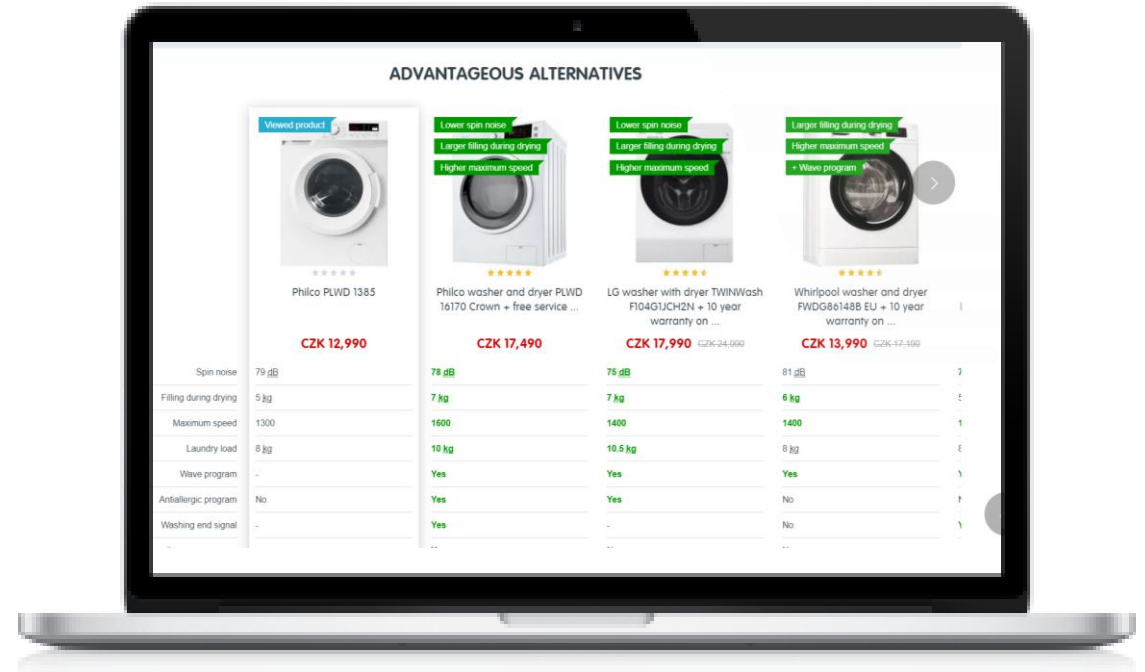 ADVANTAGEOUS ALTERNATIVES
Viewed product
Lower spin noise
Larger filling during drying
Higher maximum speed
Lower spin noise
Larger filling during drying
Higher maximum speed
Larger filling during drying
Higher maximum speed
+ Wave program
Philco PLWD 1385
CZK 12,990
Philco washer and dryer PLWD
16170 Crown + free service ...
CZK 17,490
LG washer with dryer TWINWash
F104G1JCH2N + 10 year
warranty on ...
CZK 17,990 CZK 24,990
Whirlpool washer and dryer
FWDG86148B EU + 10 year
warranty on ...
CZK 13,990 CZK 17,190
Spin noise 79 dB 78 dB 75 dB 81 dB
Filling during drying 5 kg 7 kg 7 kg 6 kg
Maximum speed 1300 1600 1400 1400
Laundry load 8 kg 10 kg 10.5 kg 8 kg
Wave program - Yes Yes Yes
Antiallergic program No Yes Yes No
Washing end signal - Yes - No